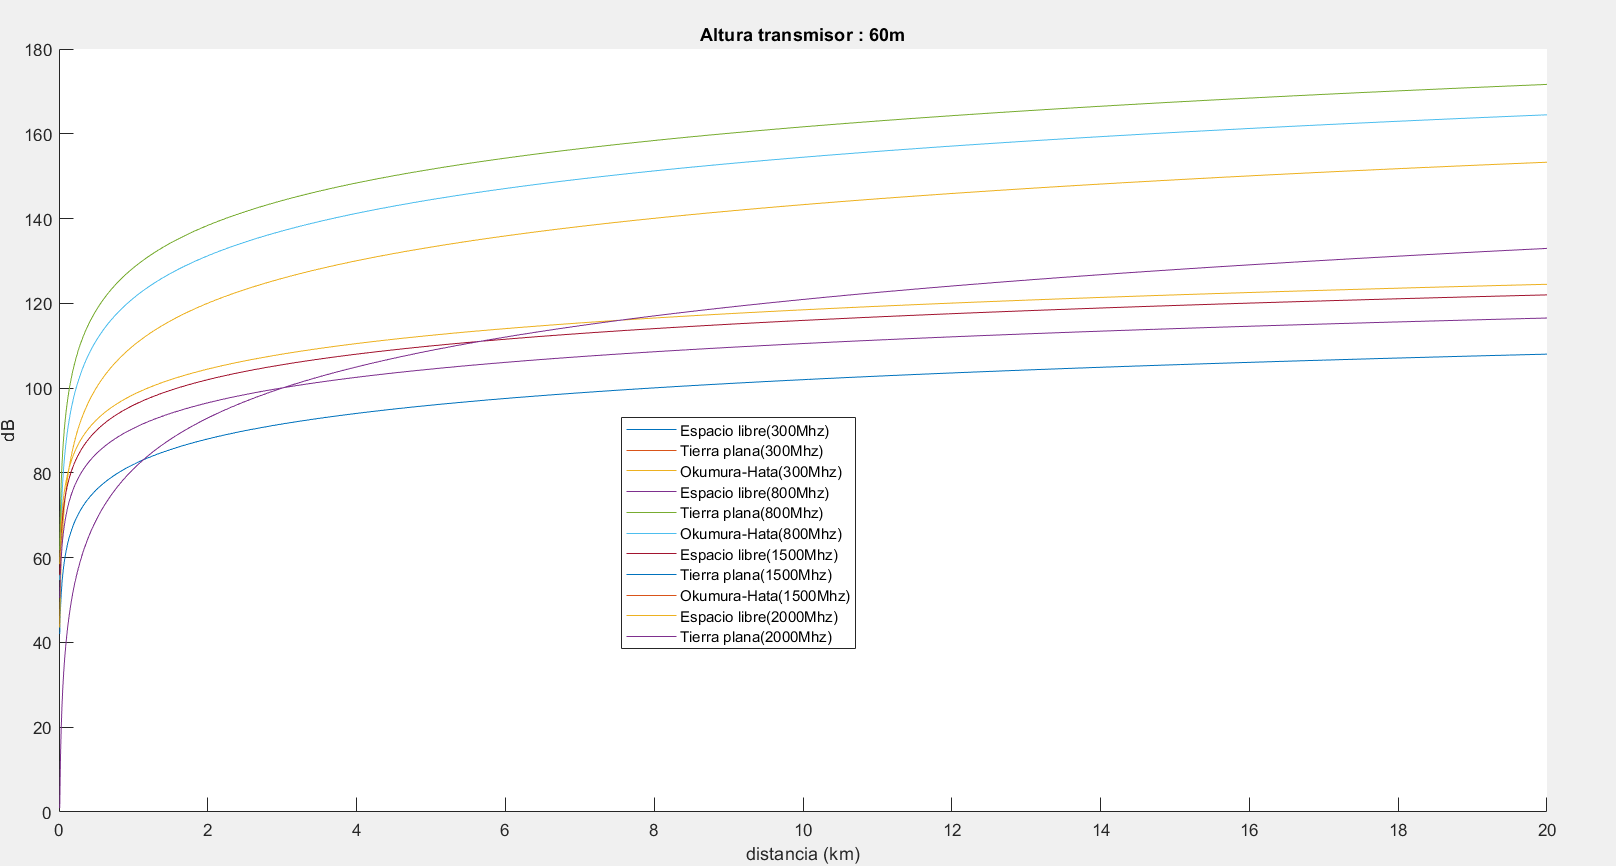 Altura transmisor : 60m
180
160
140
120
100
80
60
40
20
0
dB
Espacio libre(300Mhz)
Tierra plana(300Mhz)
Okumura-Hata(300Mhz)
Espacio libre(800Mhz)
Tierra plana(800Mhz)
Okumura-Hata(800Mhz)
Espacio libre(1500Mhz)
Tierra plana(1500Mhz)
Okumura-Hata(1500Mhz)
Espacio libre(2000Mhz)
Tierra plana(2000Mhz)
0 2 4 6 8 10 12 14 16 18 20
distancia (km)